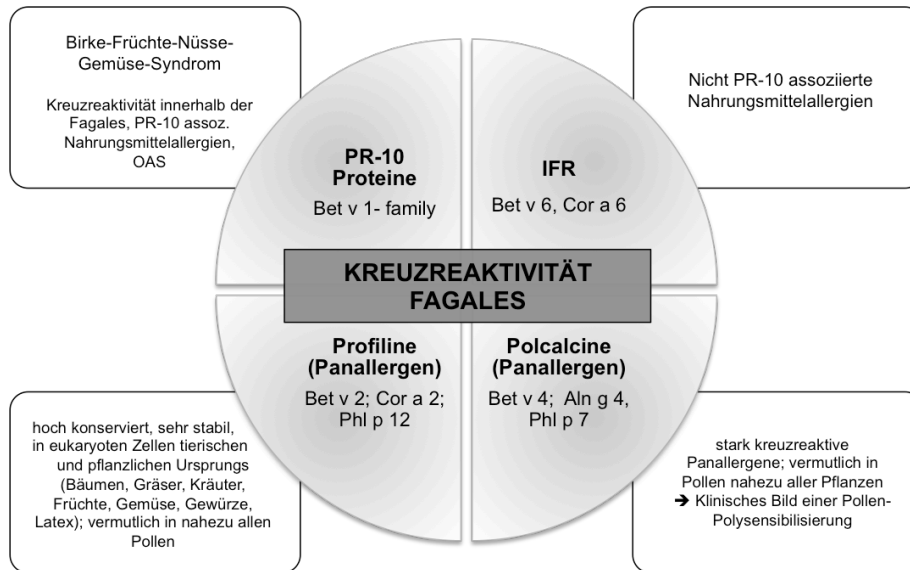 Birke-Früchte-Nüsse-
Gemüse-Syndrom
Kreuzreaktivität innerhalb der
Fagales, PR-10 assoz.
Nahrungsmittelallergien,
OAS
Nicht PR-10 assoziierte
Nahrungsmittelallergien
PR-10
Proteine
Bet v 1- family
IFR
Bet v 6, Cor a 6
KREUZREAKTIVITÄT
FAGALES
Profiline
(Panallergen)
Bet v 2; Cor a 2;
Phl p 12
Polcalcine
(Panallergen)
Bet v 4; Aln g 4,
Phl p 7
hoch konserviert, sehr stabil,
in eukaryoten Zellen tierischen
und pflanzlichen Ursprungs
(Bäumen, Gräser, Kräuter,
Früchte, Gemüse, Gewürze,
Latex); vermutlich in nahezu allen
Pollen
stark kreuzreaktive
Panallergene; vermutlich in
Pollen nahezu aller Pflanzen
➔ Klinisches Bild einer Pollen-
Polysensibilisierung